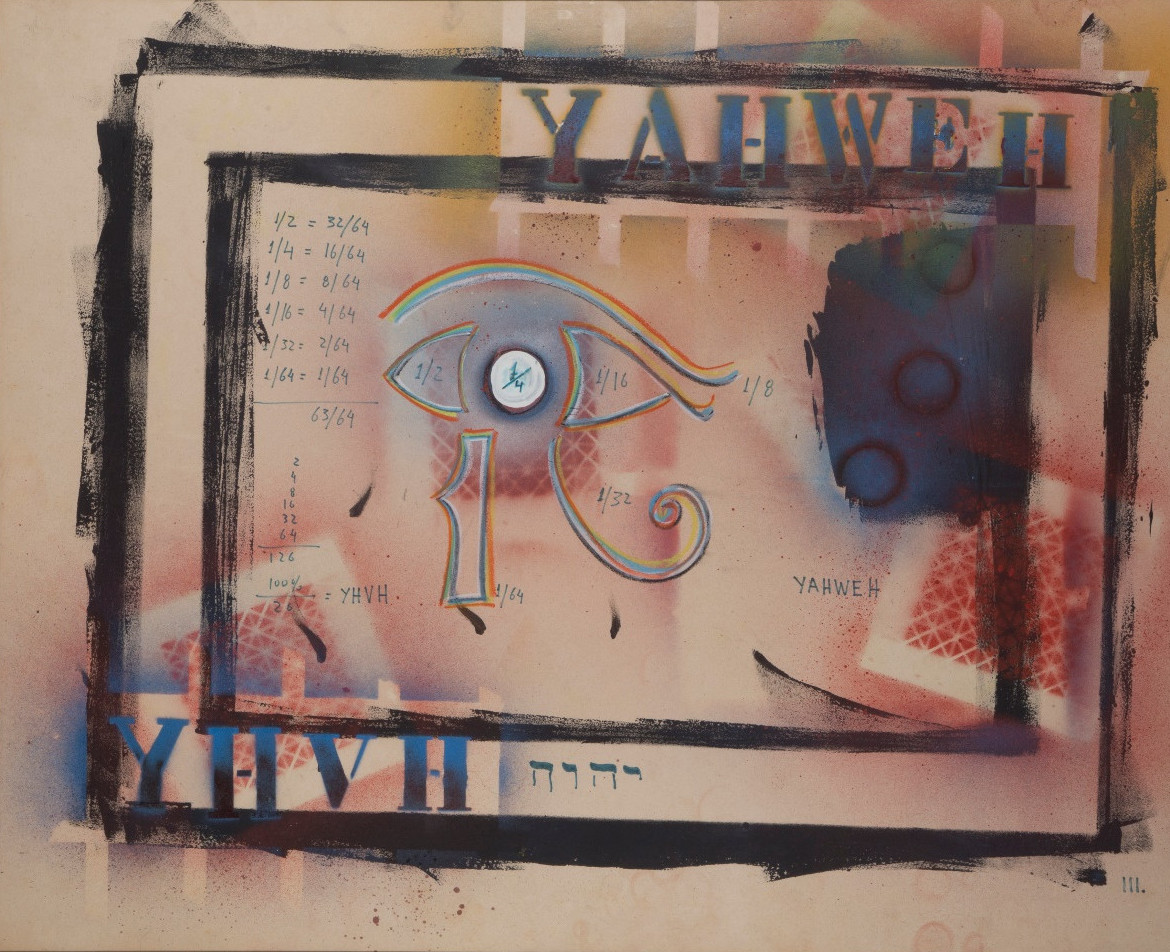 YAHWEH
1/2 = 32/64
1/4 = 16/64
1/8 = 8/64
1/16 = 4/64
1/32 = 2/64
1/64 = 1/64
63/64
1/2
1/4
1/16
1/8
1/32
1/64
2
4
8
16
32
64
126
100%
26
= YHVH.
YAHWEH
YHVH
יהוה
III.